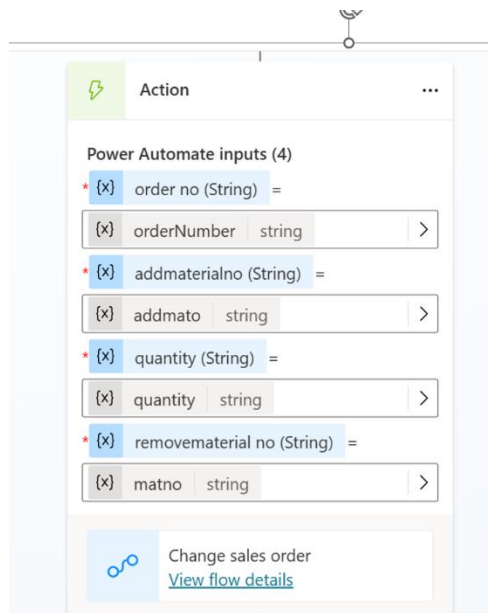 Action
Power Automate inputs (4)
* {x} order no (String) =
{x} orderNumber string
* {x} addmaterialno (String) =
{x} addmato string
* {x} quantity (String) =
{x} quantity string
* {x} removematerial no (String) =
{x} matno string
Change sales order
View flow details